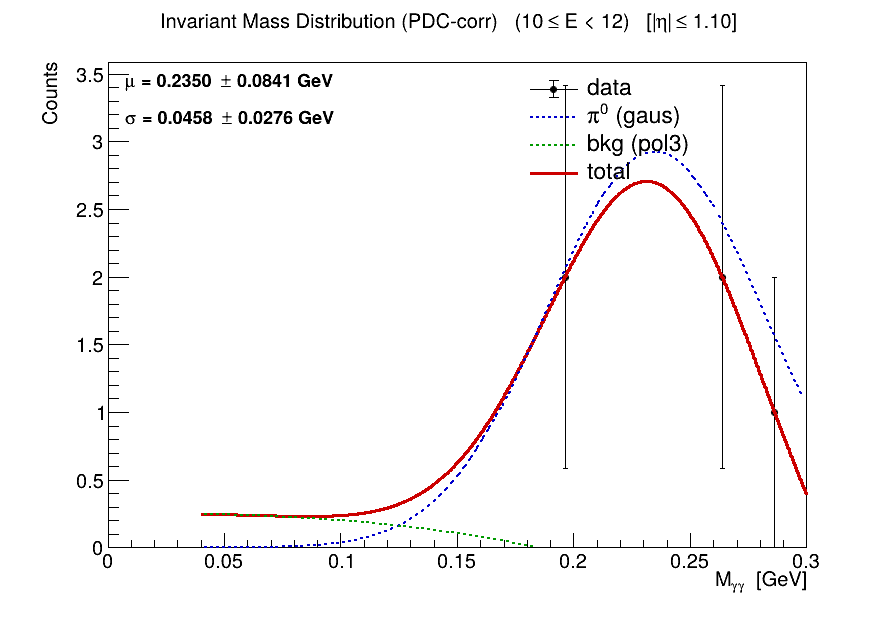 Invariant Mass Distribution (PDC-corr) (10 ≤ E < 12) [|η| ≤ 1.10]
Counts
μ = 0.2350 ± 0.0841 GeV
σ = 0.0458 ± 0.0276 GeV
data
π⁰ (gaus)
bkg (pol3)
total
3.5
3
2.5
2
1.5
1
0.5
0
0 0.05 0.1 0.15 0.2 0.25 0.3
M_γγ [GeV]